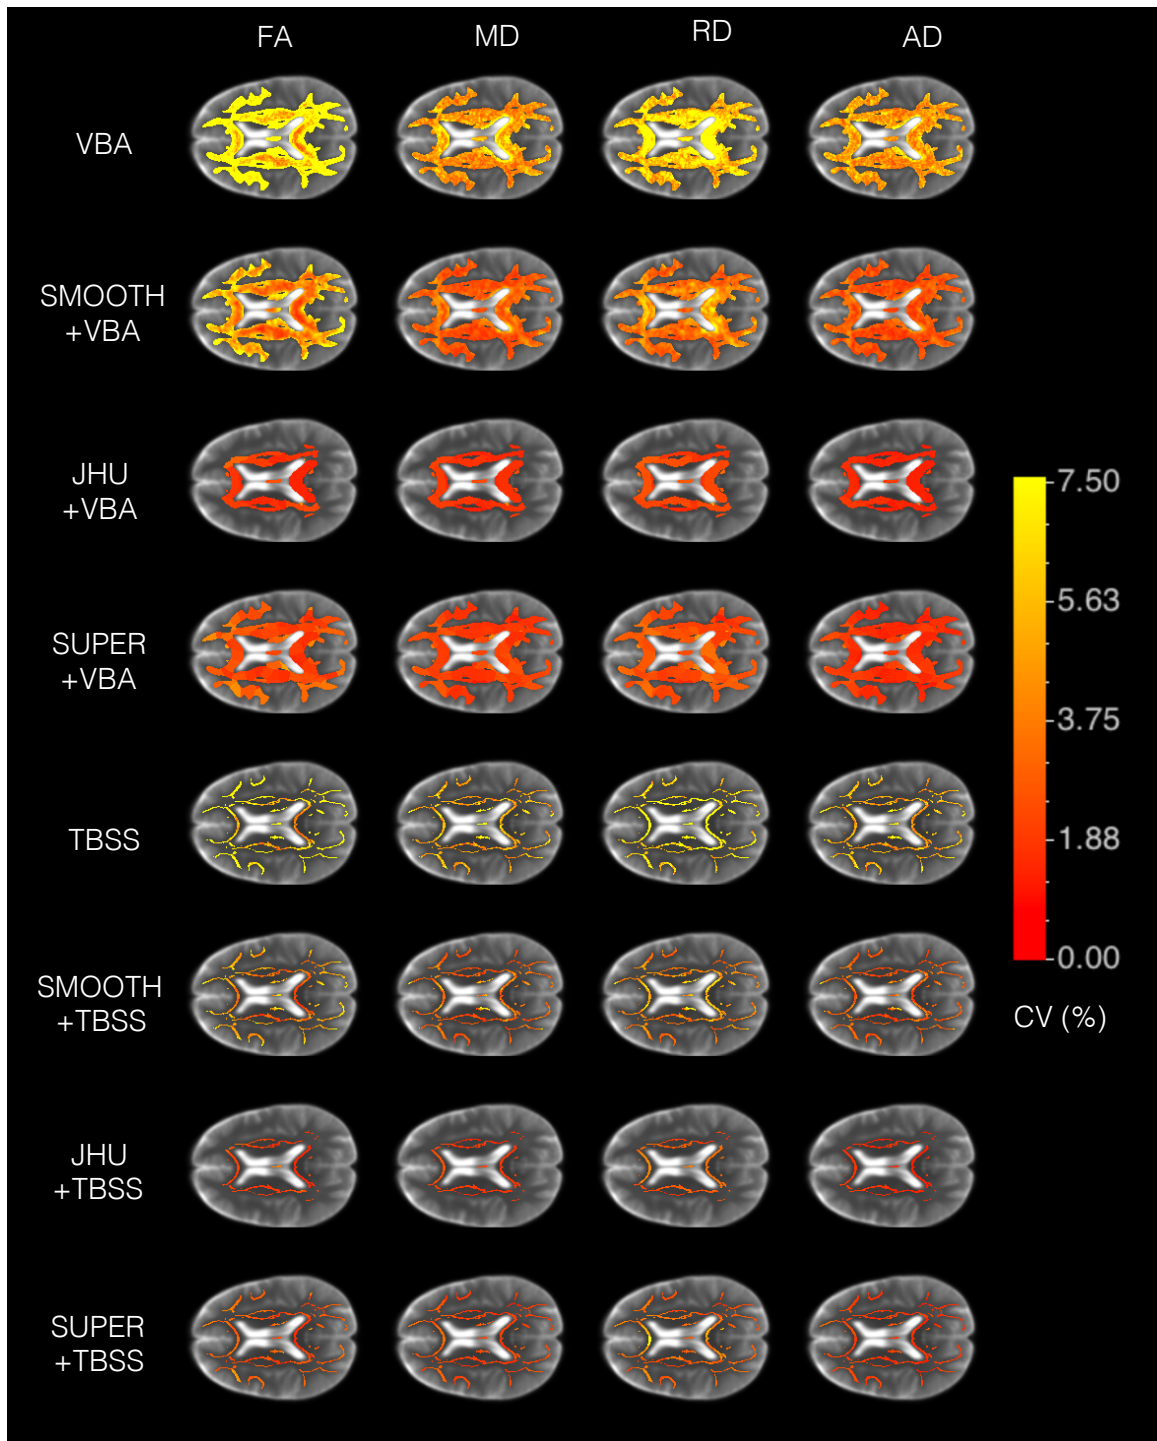 FA MD RD AD
VBA
SMOOTH
+VBA
JHU
+VBA
7.50
5.63
SUPER
+VBA
3.75
TBSS
1.88
0.00
SMOOTH
+TBSS
CV (%)
JHU
+TBSS
SUPER
+TBSS